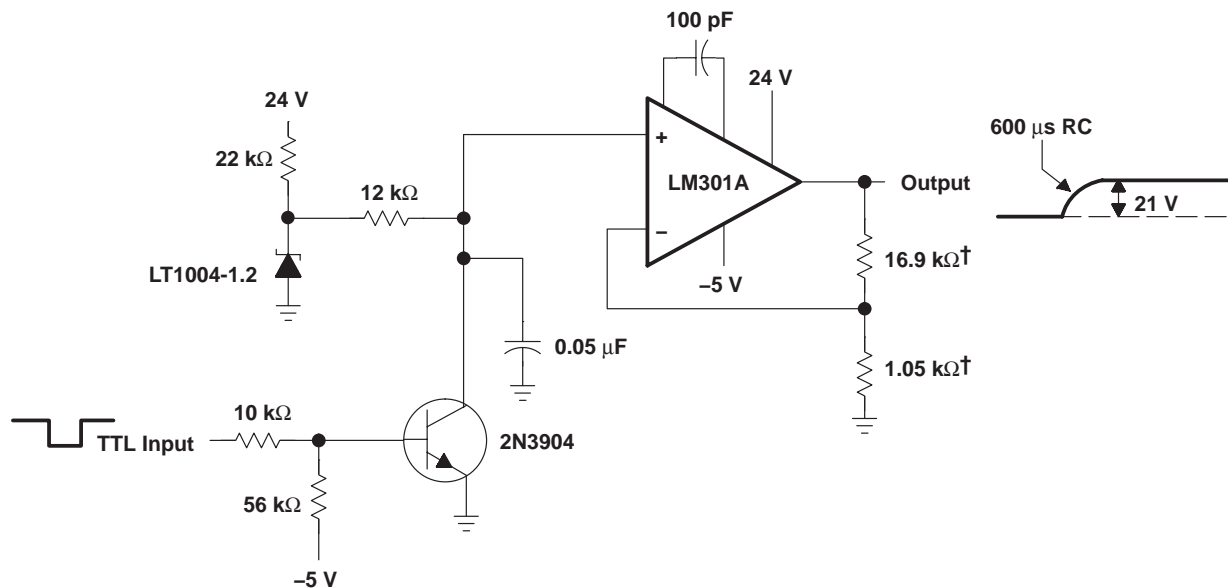 100 pF
24 V
24 V
600 μs RC
22 kΩ
+
LM301A
Output
12 kΩ
21 V
−
16.9 kΩ†
LT1004-1.2
–5 V
0.05 μF
1.05 kΩ†
10 kΩ
TTL Input
2N3904
56 kΩ
–5 V